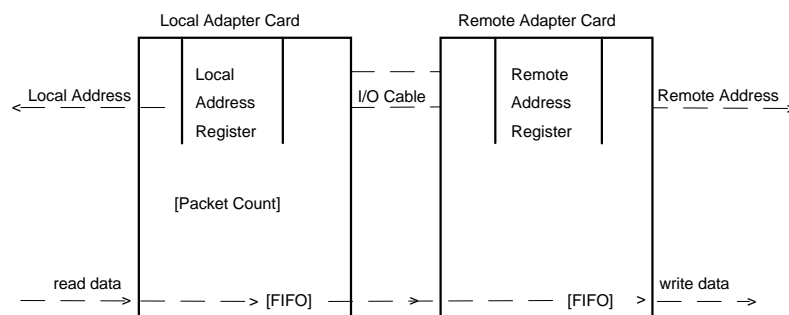 Local Adapter Card
Remote Adapter Card
Local
Address
Register
Remote
Address
Register
Local Address
I/O Cable
Remote Address
[Packet Count]
read data
[FIFO]
[FIFO]
write data